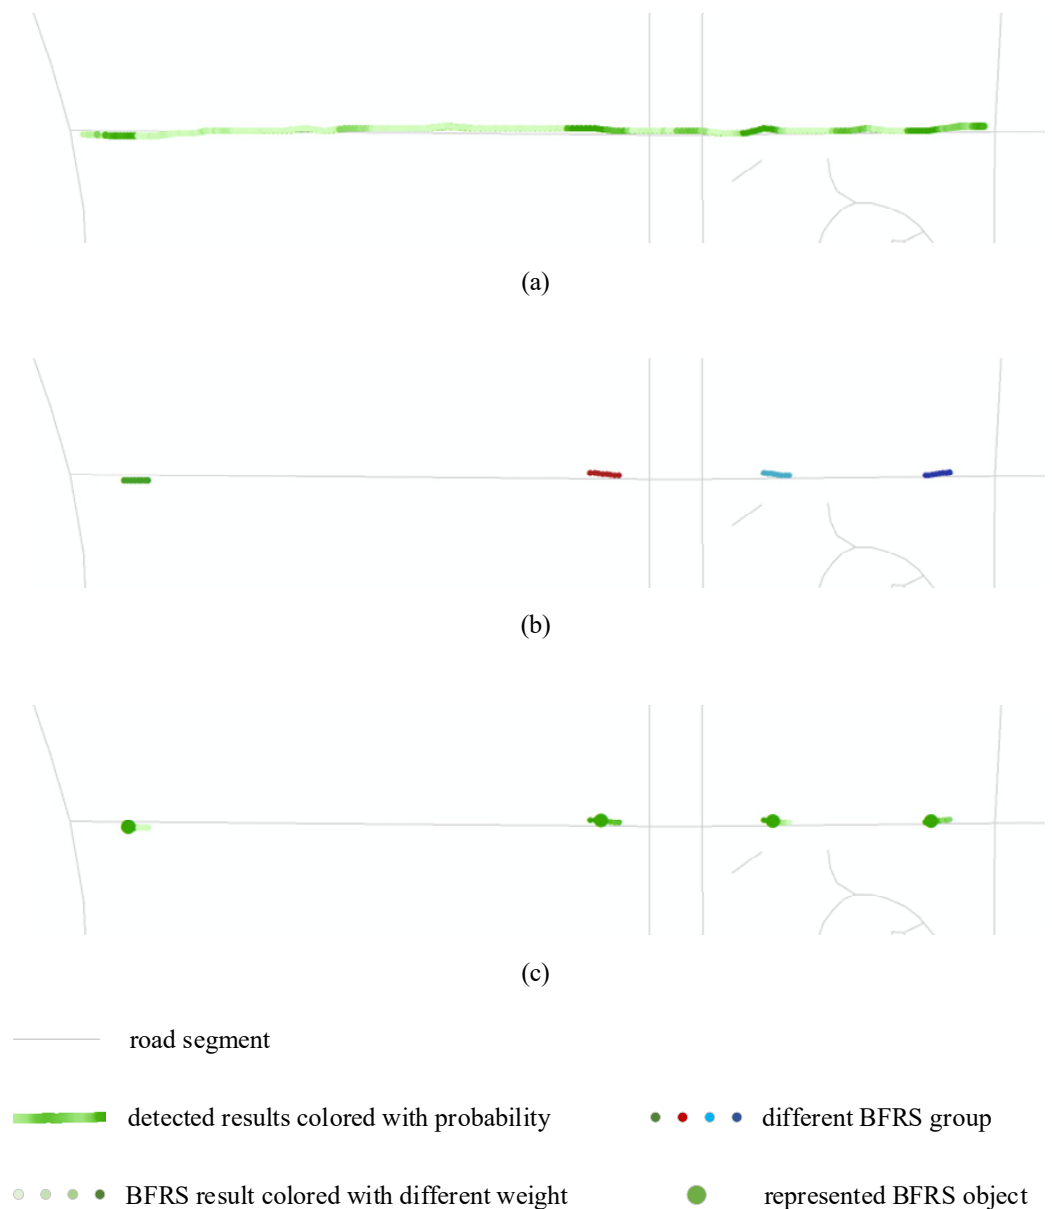 (a)
(b)
(c)
road segment
detected results colored with probability
different BFRS group
BFRS result colored with different weight
represented BFRS object